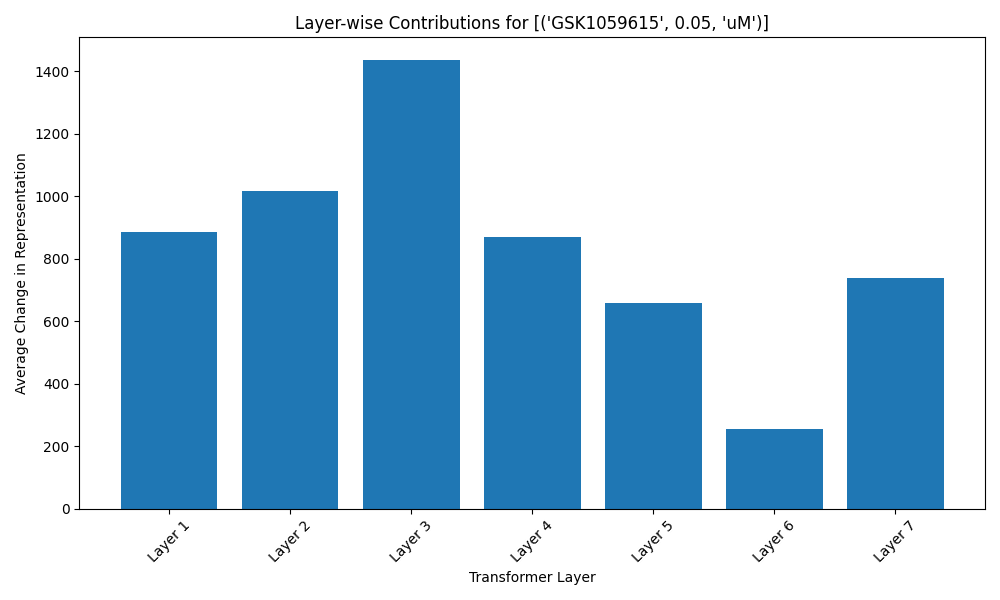 Layer-wise Contributions for [('GSK1059615', 0.05, 'uM')]
Average Change in Representation
1400
1200
1000
800
600
400
200
0
Layer 1
Layer 2
Layer 3
Layer 4
Layer 5
Layer 6
Layer 7
Transformer Layer